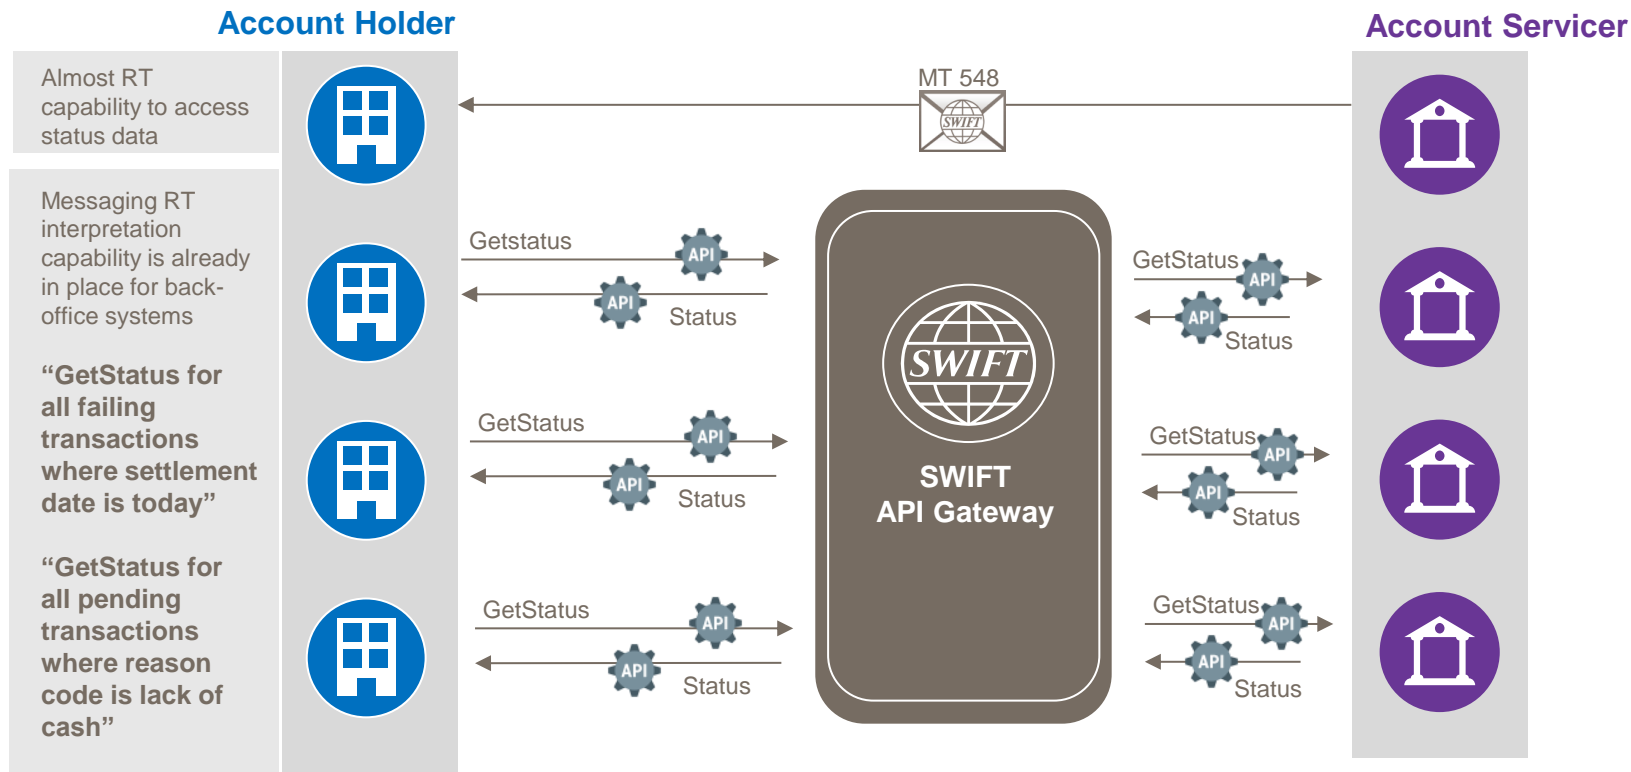 Account Holder
Account Servicer
Almost RT
capability to access
status data
MT 548
SWIFT
Messaging RT
interpretation
capability is already
in place for back-
office systems
“GetStatus for
all failing
transactions
where settlement
date is today”
“GetStatus for
all pending
transactions
where reason
code is lack of
cash”
Getstatus
API
API
Status
GetStatus
API
API
Status
GetStatus
API
API
Status
SWIFT
SWIFT
API Gateway
GetStatus
API
API
Status
GetStatus
API
API
Status
GetStatus
API
API
Status